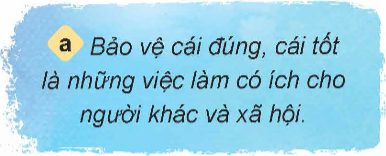 a Bảo vệ cái đúng, cái tốt
là những việc làm có ích cho
người khác và xã hội.